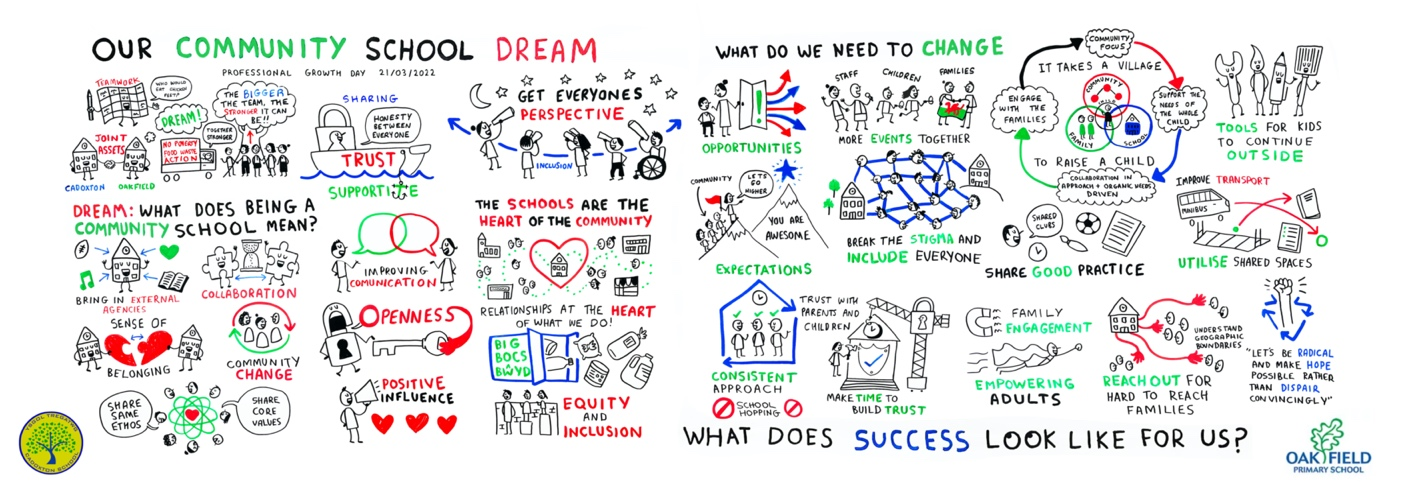 OUR COMMUNITY SCHOOL DREAM
PROFESSIONAL GROWTH DAY 21/03/2022
TEAMWORK
WHO WOULD
EAT CHICKEN
FEET?
DREAM!
JOINT
ASSETS
CADOXTON
OAKFIELD
NO PUPERTY
FOOD WASTE
ACTION
TOGETHER
STRONGER
THE BIGGER
THE TEAM, THE
STRONGER IT CAN
BE!!
SHARING
HONESTY
BETWEEN
EVERYONE
TRUST
SUPPORTIVE
GET EVERYONES
PERSPECTIVE
INCLUSION
DREAM: WHAT DOES BEING A
COMMUNITY SCHOOL MEAN?
BRING IN EXTERNAL
AGENCIES
COLLABORATION
SENSE OF
BELONGING
COMMUNITY
CHANGE
SHARE
SAME
ETHOS
SHARE
CORE
VALUES
IMPROVING
COMUNICATION
OPENNESS
POSITIVE
INFLUENCE
THE SCHOOLS ARE THE
HEART OF THE COMMUNITY
RELATIONSHIPS AT THE HEART
OF WHAT WE DO!
BIG
BOCS
BWYD
EQUITY
AND
INCLUSION
CADOXTON SCHOOL
WHAT DO WE NEED TO CHANGE
OPPORTUNITIES
STAFF
CHILDREN
FAMILIES
MORE EVENTS TOGETHER
COMMUNITY
FOCUS
IT TAKES A VILLAGE
ENGAGE
WITH THE
FAMILIES
SUPPORT THE
NEEDS OF
THE WHOLE
CHILD
COMMUNITY
FAMILY
SCHOOL
TO RAISE A CHILD
COLLABORATION IN
APPROACH & ORGANIC NEEDS
DRIVEN
TOOLS FOR KIDS
TO CONTINUE
OUTSIDE
COMMUNITY
LETS
GO
HIGHER
YOU ARE
AWESOME
EXPECTATIONS
BREAK THE STIGMA AND
INCLUDE EVERYONE
SHARED
CLUBS
SHARE GOOD PRACTICE
IMPROVE TRANSPORT
MINIBUS
UTILISE SHARED SPACES
TRUST WITH
PARENTS AND
CHILDREN
CONSISTENT
APPROACH
SCHOOL
HOPPING
MAKE TIME TO
BUILD TRUST
FAMILY
ENGAGEMENT
EMPOWERING
ADULTS
UNDERSTAND
GEOGRAPHIC
BOUNDARIES
REACH OUT FOR
HARD TO REACH
FAMILIES
"LET'S BE RADICAL
AND MAKE HOPE
POSSIBLE RATHER
THAN DISPAIR
CONVINCINGLY"
WHAT DOES SUCCESS LOOK LIKE FOR US?
OAKFIELD
PRIMARY SCHOOL